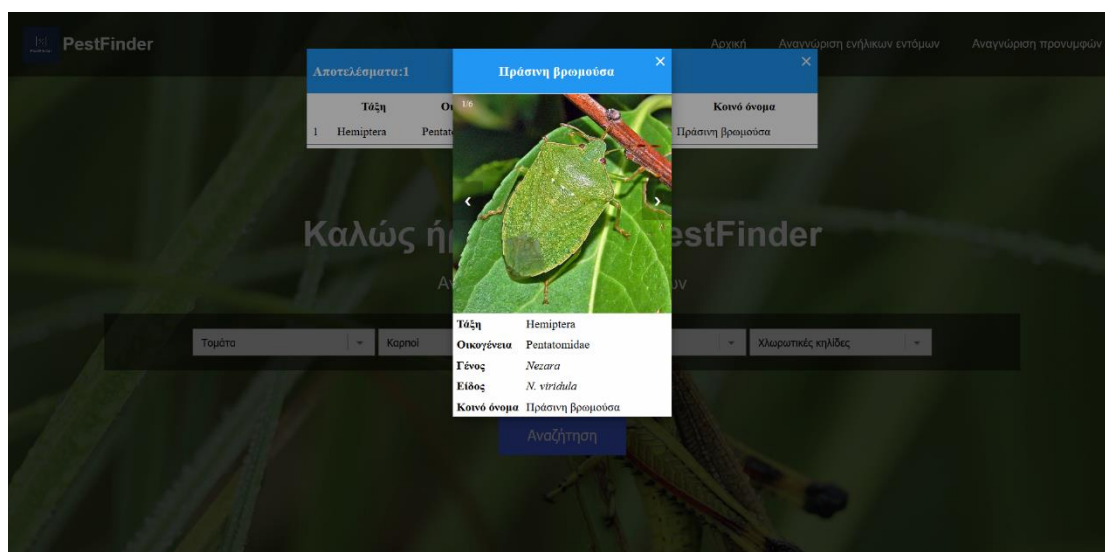 PestFinder
Αρχική Αναγνώριση ενήλικων εντόμων Αναγνώριση προνυμφών
Αποτελέσματα:1 ×
Τάξη Κοινό όνομα
1 Hemiptera Πράσινη βρωμούσα
Πράσινη βρωμούσα ×
1/6
❮ ❯
Τάξη Hemiptera
Οικογένεια Pentatomidae
Γένος Nezara
Είδος N. viridula
Κοινό όνομα Πράσινη βρωμούσα
Καλώς
Τομάτα Καρποί Χλωρωτικές κηλίδες
Αναζήτηση